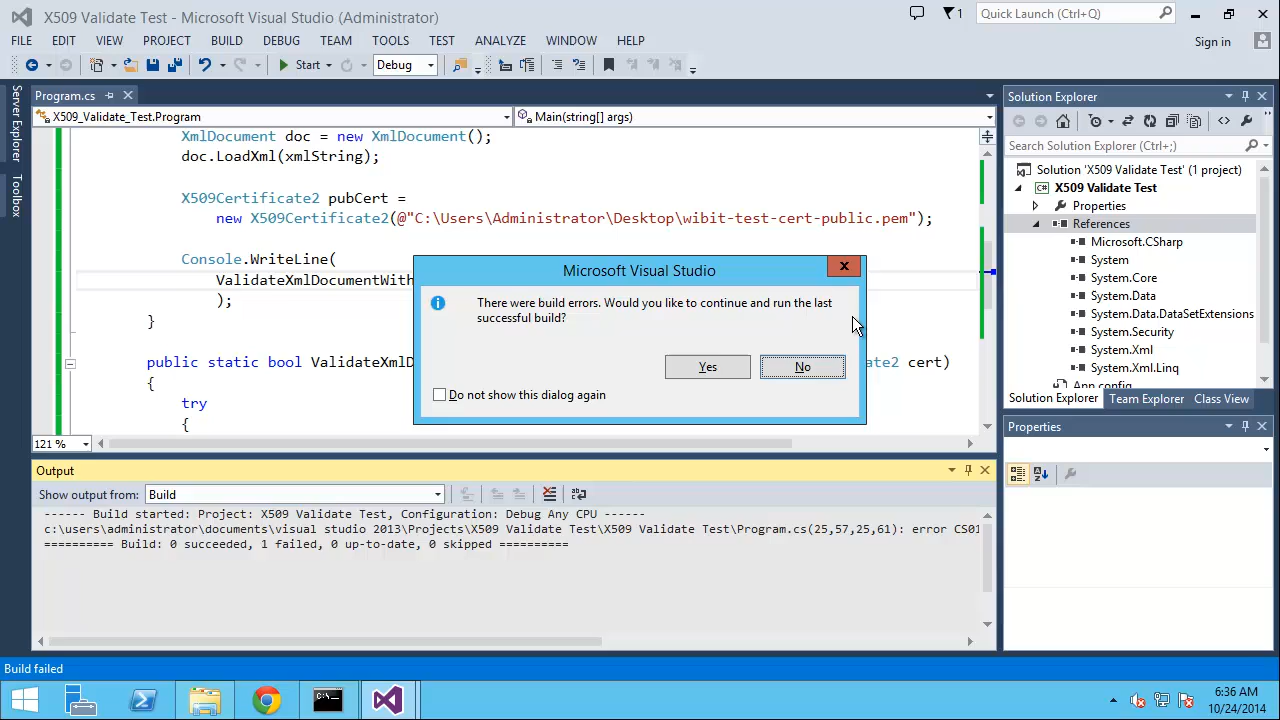 X509 Validate Test - Microsoft Visual Studio (Administrator)
1
Quick Launch (Ctrl+Q)
FILE EDIT VIEW PROJECT BUILD DEBUG TEAM TOOLS TEST ANALYZE WINDOW HELP
Sign in
Start
Debug
Server Explorer
Toolbox
Program.cs
X509_Validate_Test.Program
Main(string[] args)
XmlDocument doc = new XmlDocument();
doc.LoadXml(xmlString);
X509Certificate2 pubCert =
new X509Certificate2(@"C:\Users\Administrator\Desktop\wibit-test-cert-public.pem");
Console.WriteLine(
ValidateXmlDocumentWith
);
}
public static bool ValidateXmlD
ate2 cert)
{
try
{
121 %
Microsoft Visual Studio
There were build errors. Would you like to continue and run the last
successful build?
Yes
No
Do not show this dialog again
Output
Show output from:
Build
------ Build started: Project: X509 Validate Test, Configuration: Debug Any CPU ------
c:\users\administrator\documents\visual studio 2013\Projects\X509 Validate Test\X509 Validate Test\Program.cs(25,57,25,61): error CS01
========== Build: 0 succeeded, 1 failed, 0 up-to-date, 0 skipped ==========
Solution Explorer
Search Solution Explorer (Ctrl+;)
Solution 'X509 Validate Test' (1 project)
C# X509 Validate Test
Properties
References
Microsoft.CSharp
System
System.Core
System.Data
System.Data.DataSetExtensions
System.Security
System.Xml
System.Xml.Linq
App.config
Solution Explorer
Team Explorer
Class View
Properties
Build failed
6:36 AM
10/24/2014